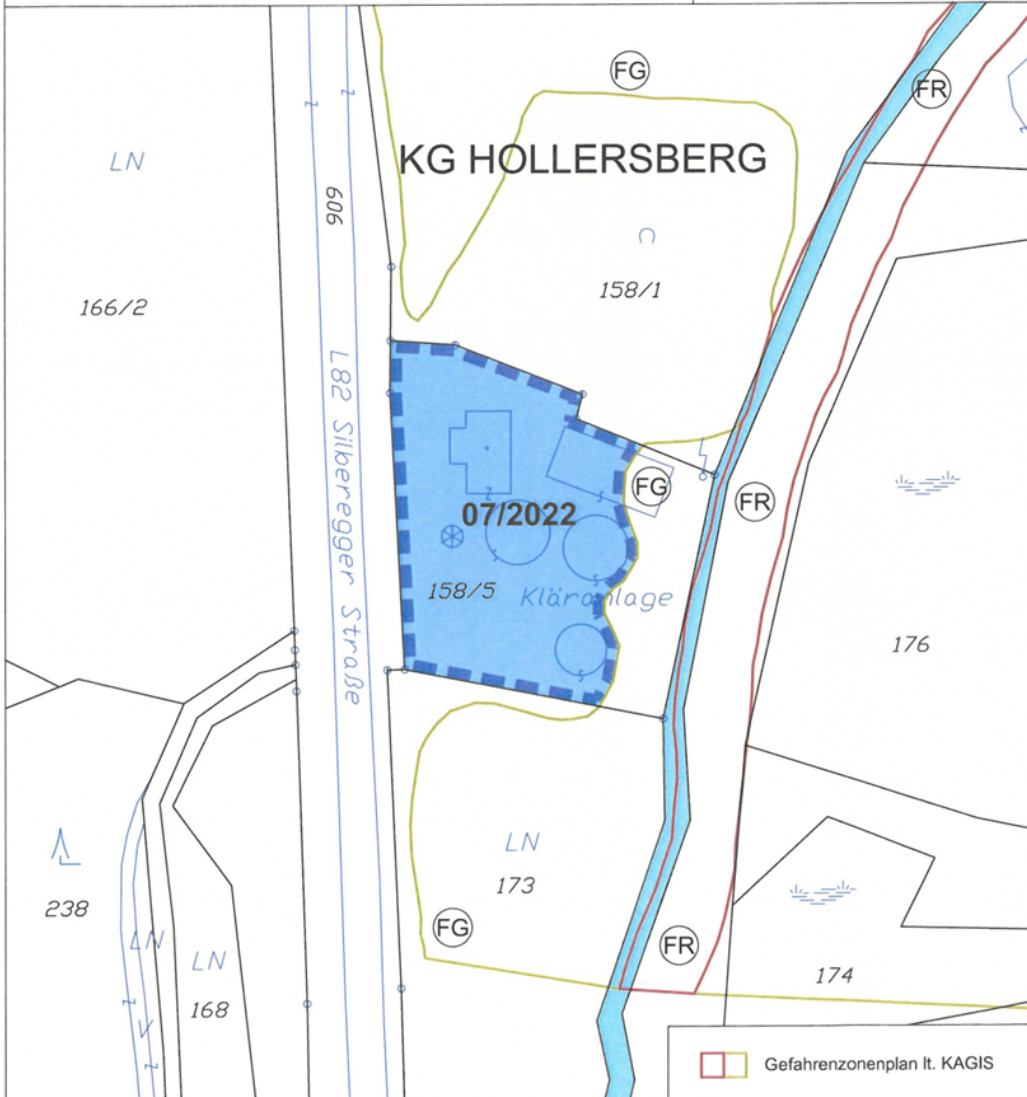 FG
FR
KG HOLLERSBERG
LN
606
158/1
166/2
L82 Silberegger Straße
FG
FR
07/2022
158/5
Kläranlage
176
LN
173
238
FG
LN
LN
FR
168
174
Gefahrenzonenplan lt. KAGIS